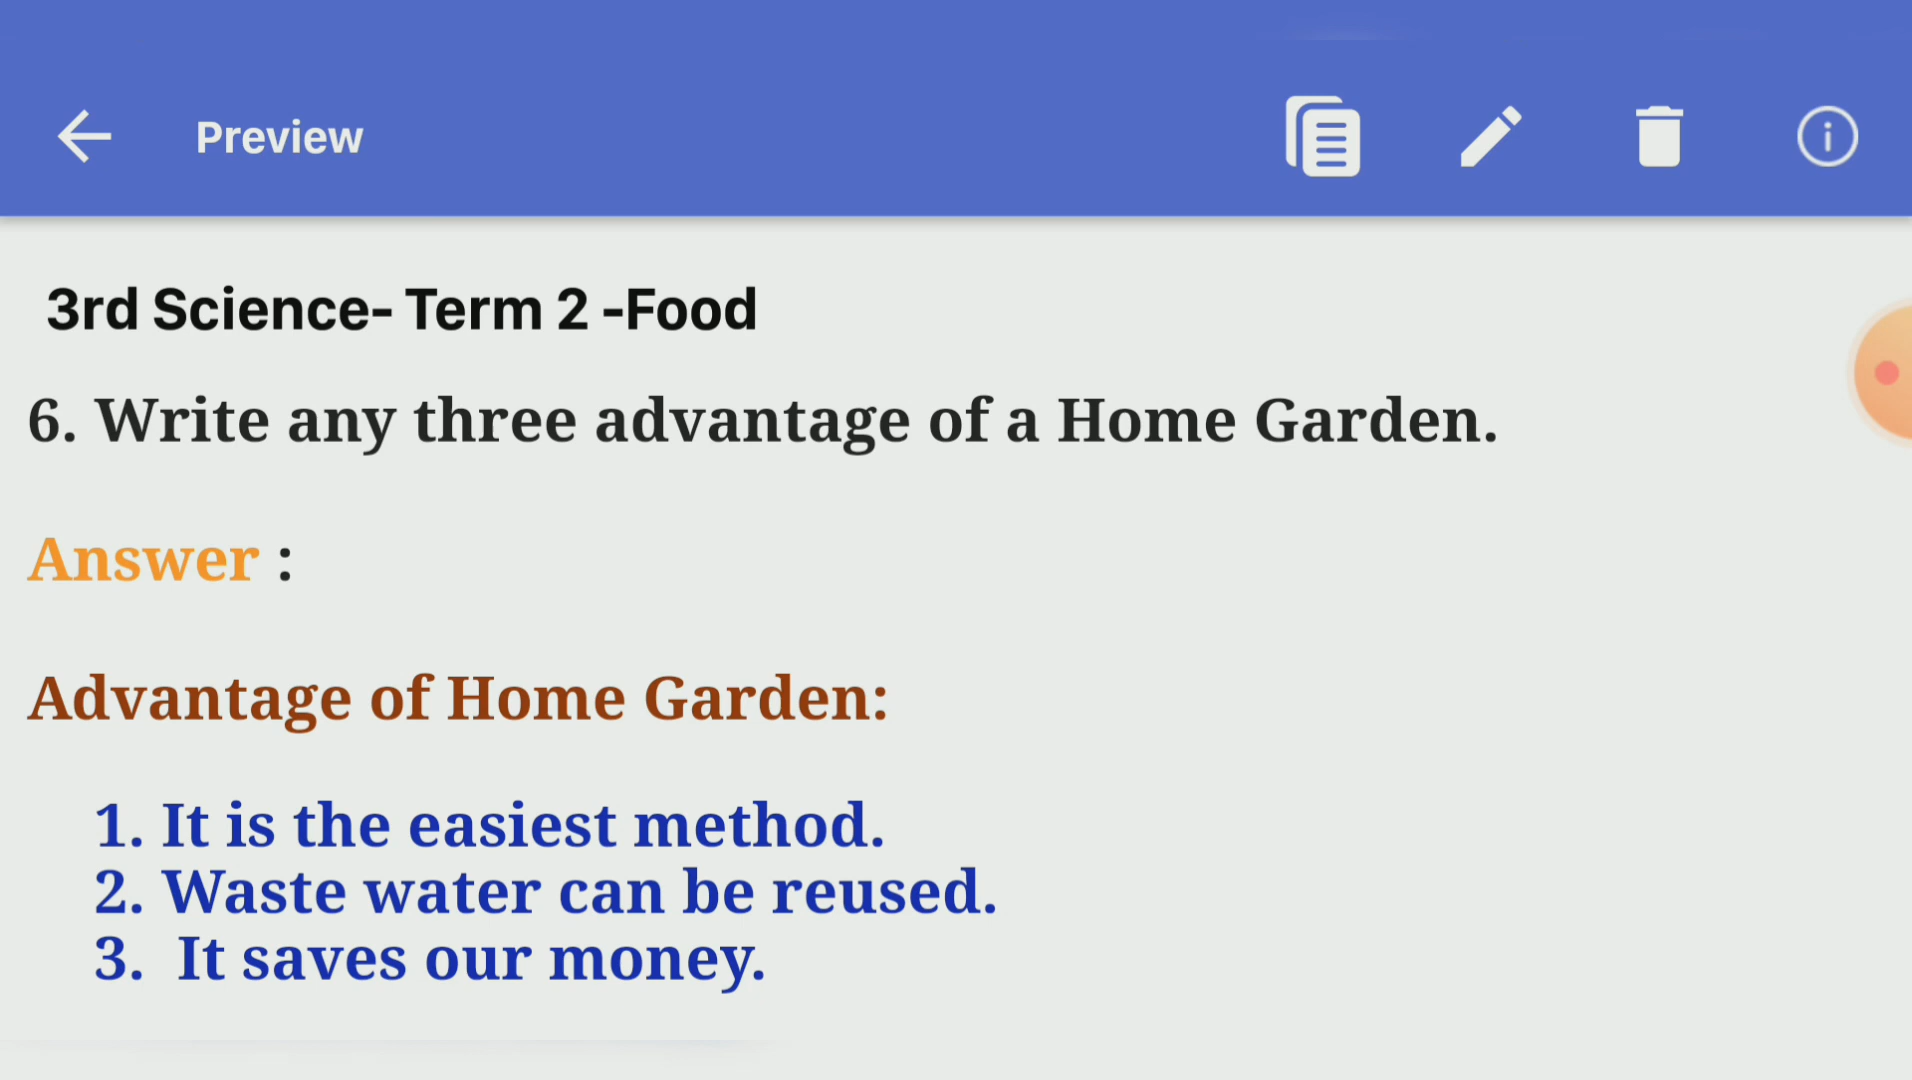 Preview
3rd Science- Term 2 -Food
6. Write any three advantage of a Home Garden.
Answer :
Advantage of Home Garden:
1. It is the easiest method.
2. Waste water can be reused.
3. It saves our money.